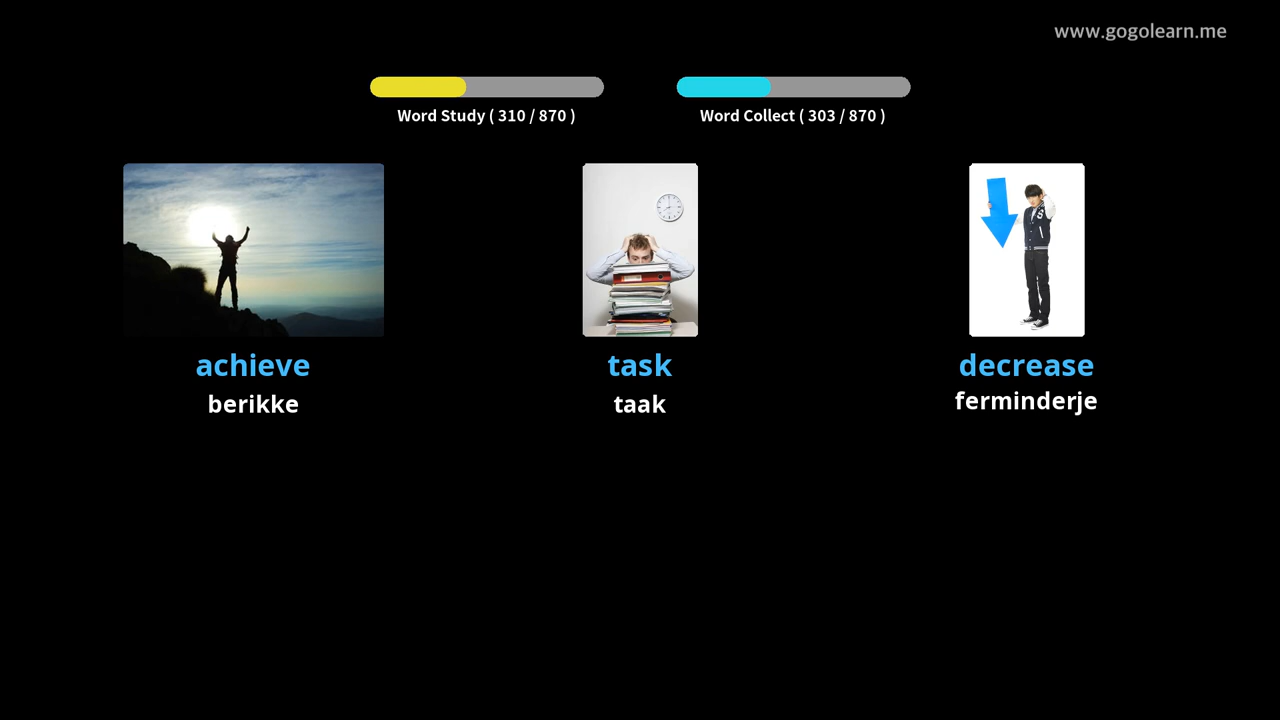 www.gogolearn.me
Word Study ( 310 / 870 )
Word Collect ( 303 / 870 )
achieve
berikke
task
taak
decrease
ferminderje